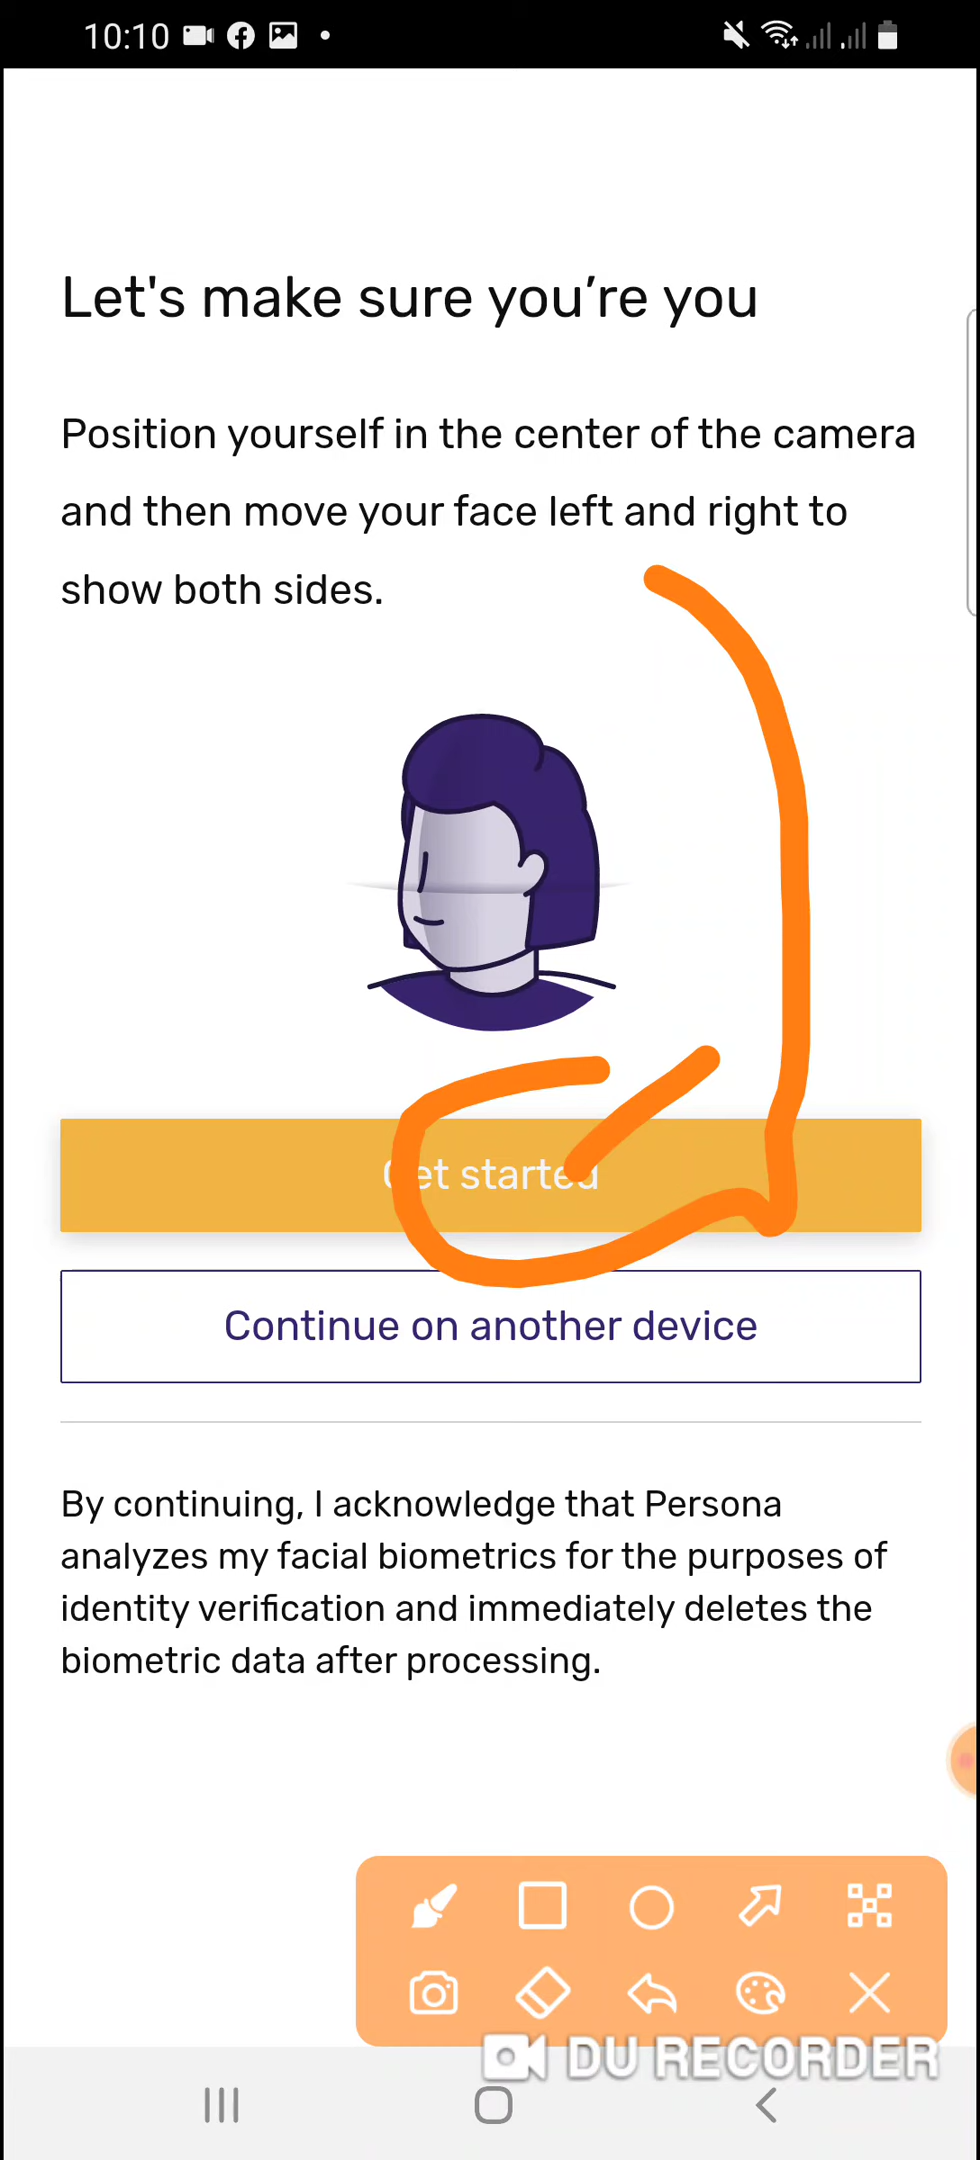 10:10
Let's make sure you’re you
Position yourself in the center of the camera
and then move your face left and right to
show both sides.
Get started
Continue on another device
By continuing, I acknowledge that Persona
analyzes my facial biometrics for the purposes of
identity verification and immediately deletes the
biometric data after processing.
DU RECORDER